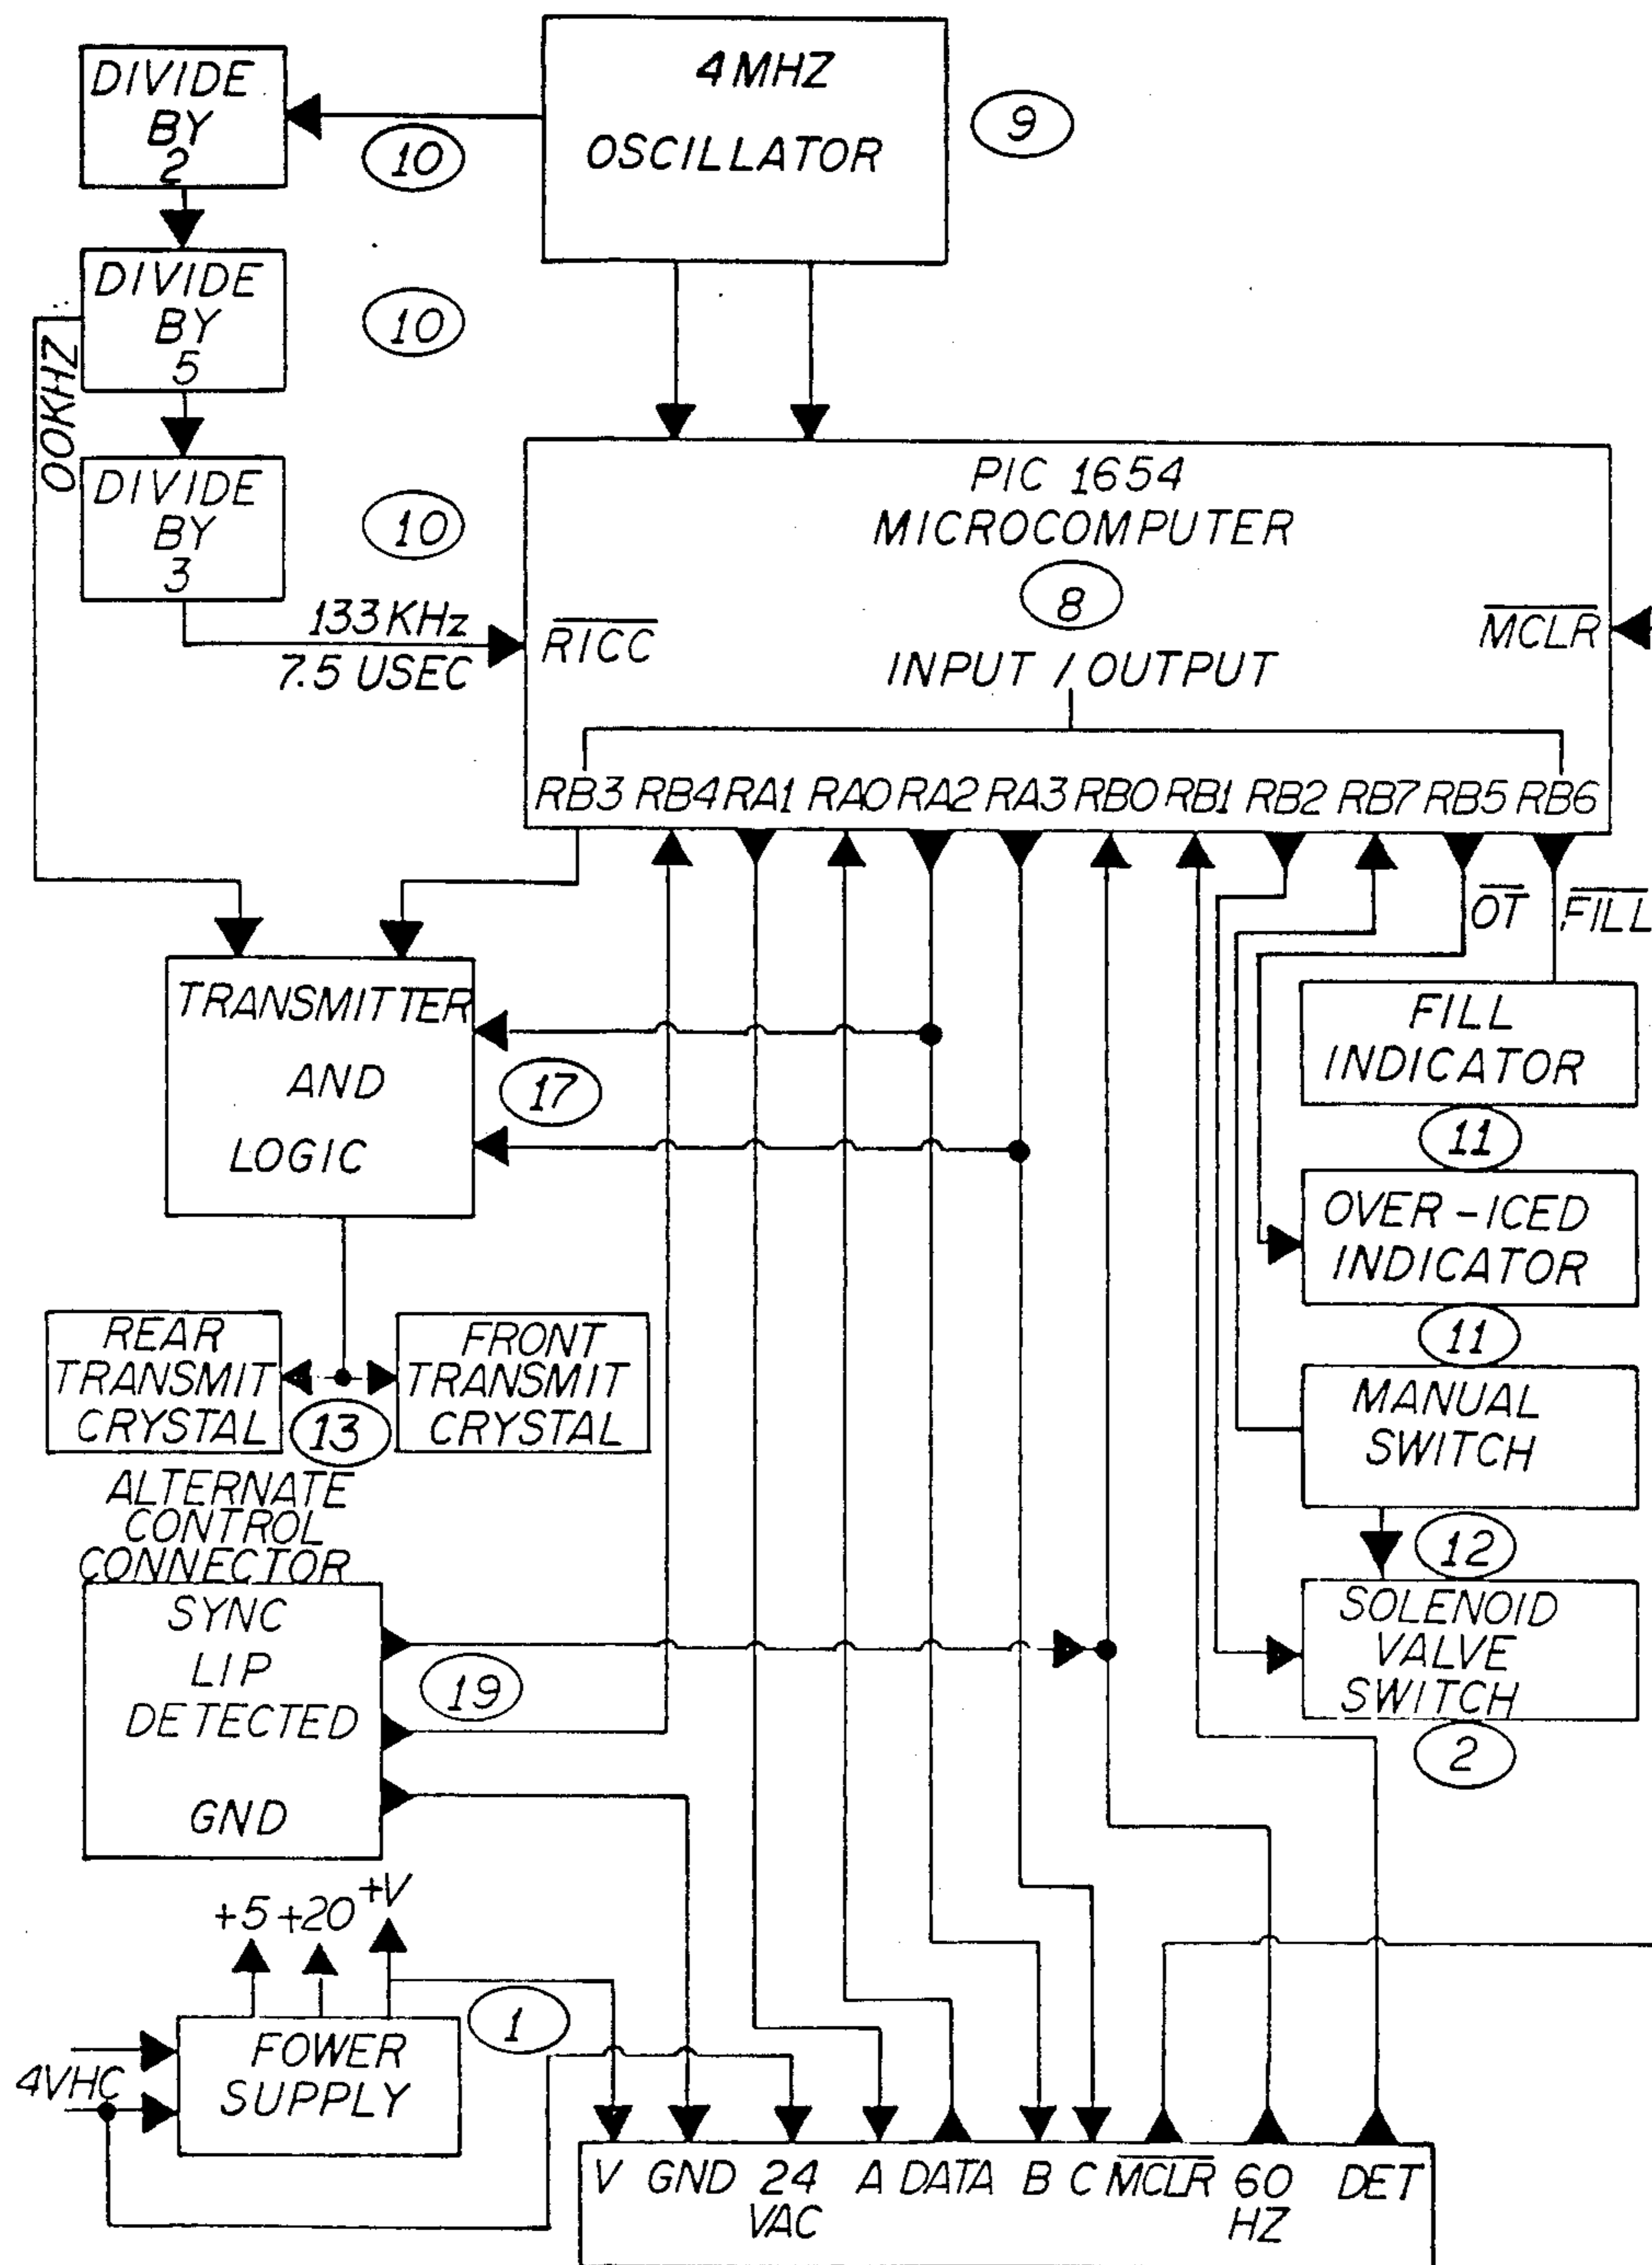 4 MHZ
OSCILLATOR
9
DIVIDE
BY
2
10
DIVIDE
BY
5
10
00KHZ
DIVIDE
BY
3
10
133 KHz
7.5 USEC
PIC 1654
MICROCOMPUTER
8
RICC
MCLR
INPUT / OUTPUT
RB3 RB4 RA1 RA0 RA2 RA3 RB0 RB1 RB2 RB7 RB5 RB6
OT FILL
TRANSMITTER
AND
LOGIC
17
FILL
INDICATOR
11
OVER-ICED
INDICATOR
11
REAR
TRANSMIT
CRYSTAL
13
FRONT
TRANSMIT
CRYSTAL
MANUAL
SWITCH
12
ALTERNATE
CONTROL
CONNECTOR
SYNC
LIP
DETECTED
GND
19
SOLENOID
VALVE
SWITCH
2
+5 +20 +V
1
FOWER
SUPPLY
4VHC
V GND 24 A DATA B C MCLR 60 DET
VAC HZ